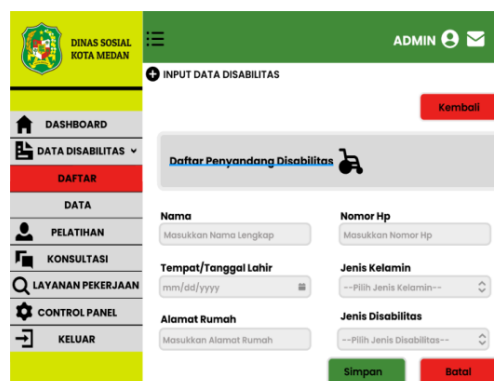 DINAS SOSIAL
KOTA MEDAN
ADMIN
INPUT DATA DISABILITAS
Kembali
DASHBOARD
DATA DISABILITAS
DAFTAR
DATA
PELATIHAN
KONSULTASI
LAYANAN PEKERJAAN
CONTROL PANEL
KELUAR
Daftar Penyandang Disabilitas
Nama
Masukkan Nama Lengkap
Nomor Hp
Masukkan Nomor Hp
Tempat/Tanggal Lahir
mm/dd/yyyy
Jenis Kelamin
--Pilih Jenis Kelamin--
Alamat Rumah
Masukkan Alamat Rumah
Jenis Disabilitas
--Pilih Jenis Disabilitas--
Simpan
Batal